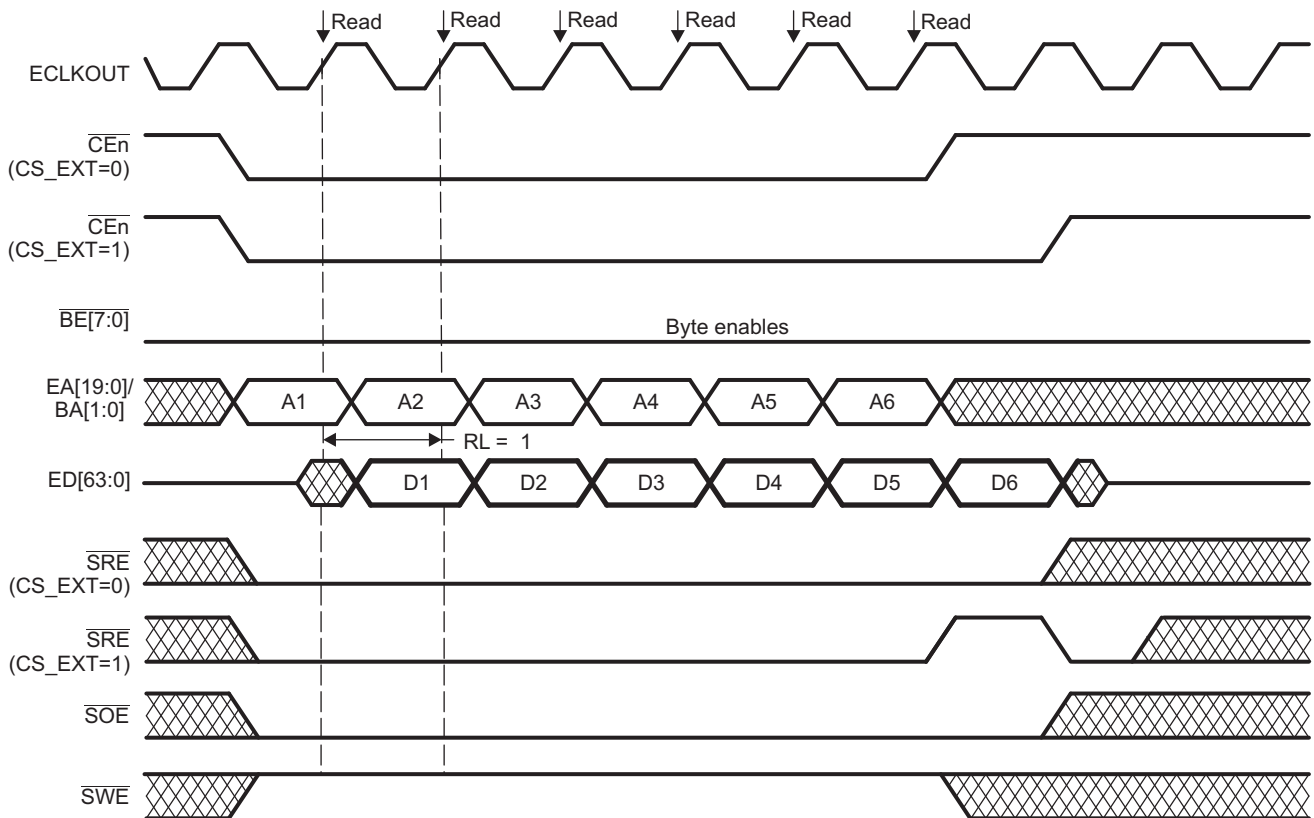 Read Read Read Read Read Read
ECLKOUT
CEn
(CS_EXT=0)
CEn
(CS_EXT=1)
BE[7:0]
Byte enables
EA[19:0]/
BA[1:0]
A1 A2 A3 A4 A5 A6
RL = 1
ED[63:0]
D1 D2 D3 D4 D5 D6
SRE
(CS_EXT=0)
SRE
(CS_EXT=1)
SOE
SWE